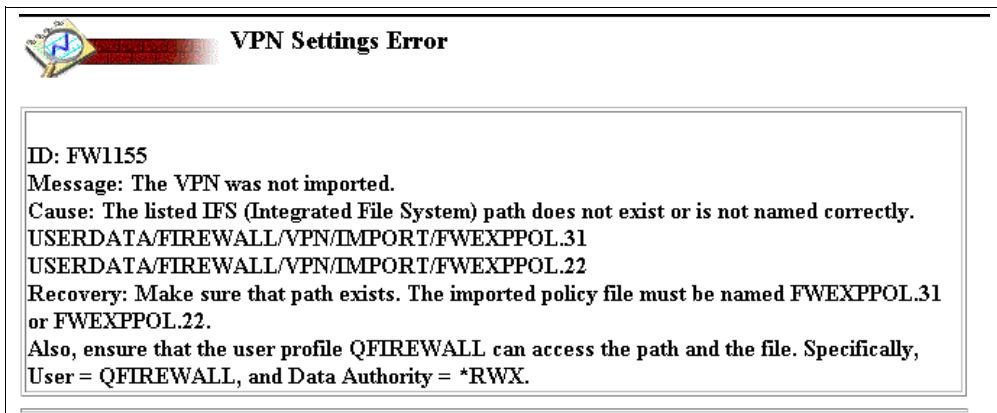 VPN Settings Error
ID: FW1155
Message: The VPN was not imported.
Cause: The listed IFS (Integrated File System) path does not exist or is not named correctly.
USERDATA/FIREWALL/VPN/IMPORT/FWEXPPOL.31
USERDATA/FIREWALL/VPN/IMPORT/FWEXPPOL.22
Recovery: Make sure that path exists. The imported policy file must be named FWEXPPOL.31
or FWEXPPOL.22.
Also, ensure that the user profile QFIREWALL can access the path and the file. Specifically,
User = QFIREWALL, and Data Authority = *RWX.